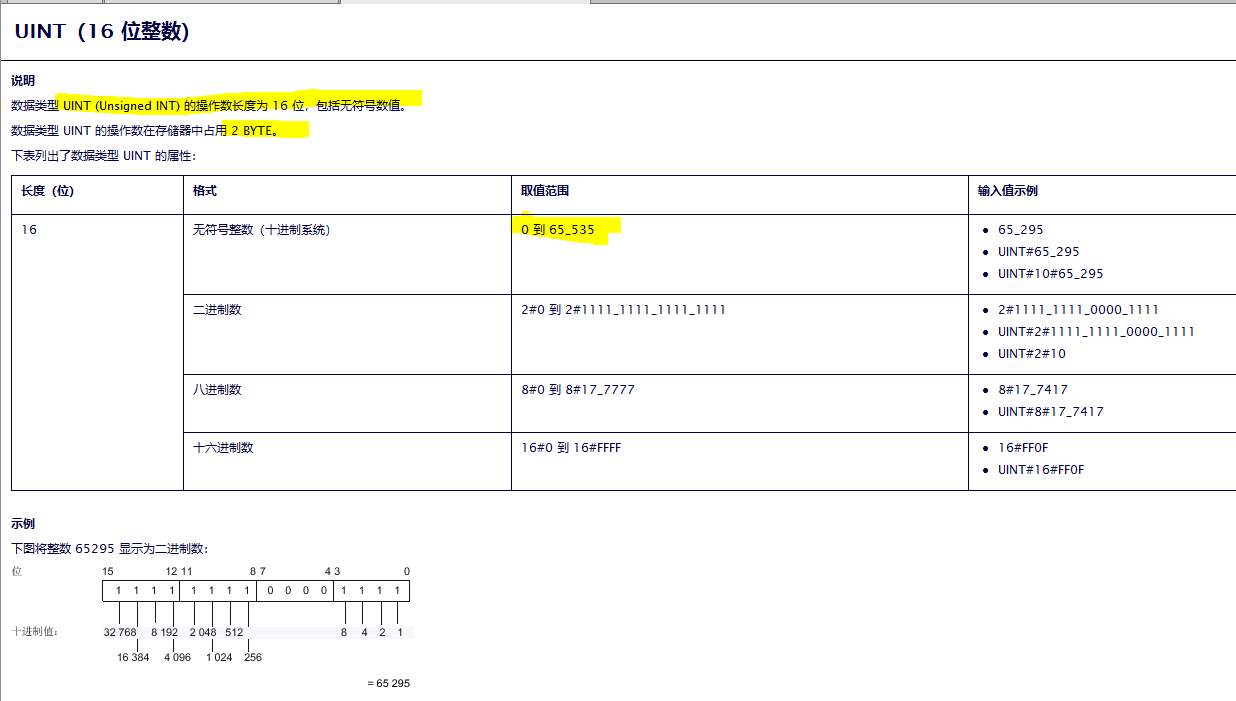 UINT（16 位整数）
说明
数据类型 UINT (Unsigned INT) 的操作数长度为 16 位，包括无符号数值。
数据类型 UINT 的操作数在存储器中占用 2 BYTE。
下表列出了数据类型 UINT 的属性：
长度（位） 格式 取值范围 输入值示例
16 无符号整数（十进制系统） 0 到 65_535 • 65_295
• UINT#65_295
• UINT#10#65_295
二进制数 2#0 到 2#1111_1111_1111_1111 • 2#1111_1111_0000_1111
• UINT#2#1111_1111_0000_1111
• UINT#2#10
八进制数 8#0 到 8#17_7777 • 8#17_7417
• UINT#8#17_7417
十六进制数 16#0 到 16#FFFF • 16#FF0F
• UINT#16#FF0F
示例
下图将整数 65295 显示为二进制数：
位 15 12 11 8 7 4 3 0
1 1 1 1 1 1 1 1 0 0 0 0 1 1 1 1
十进制值： 32 768 8 192 2 048 512 8 4 2 1
16 384 4 096 1 024 256
= 65 295